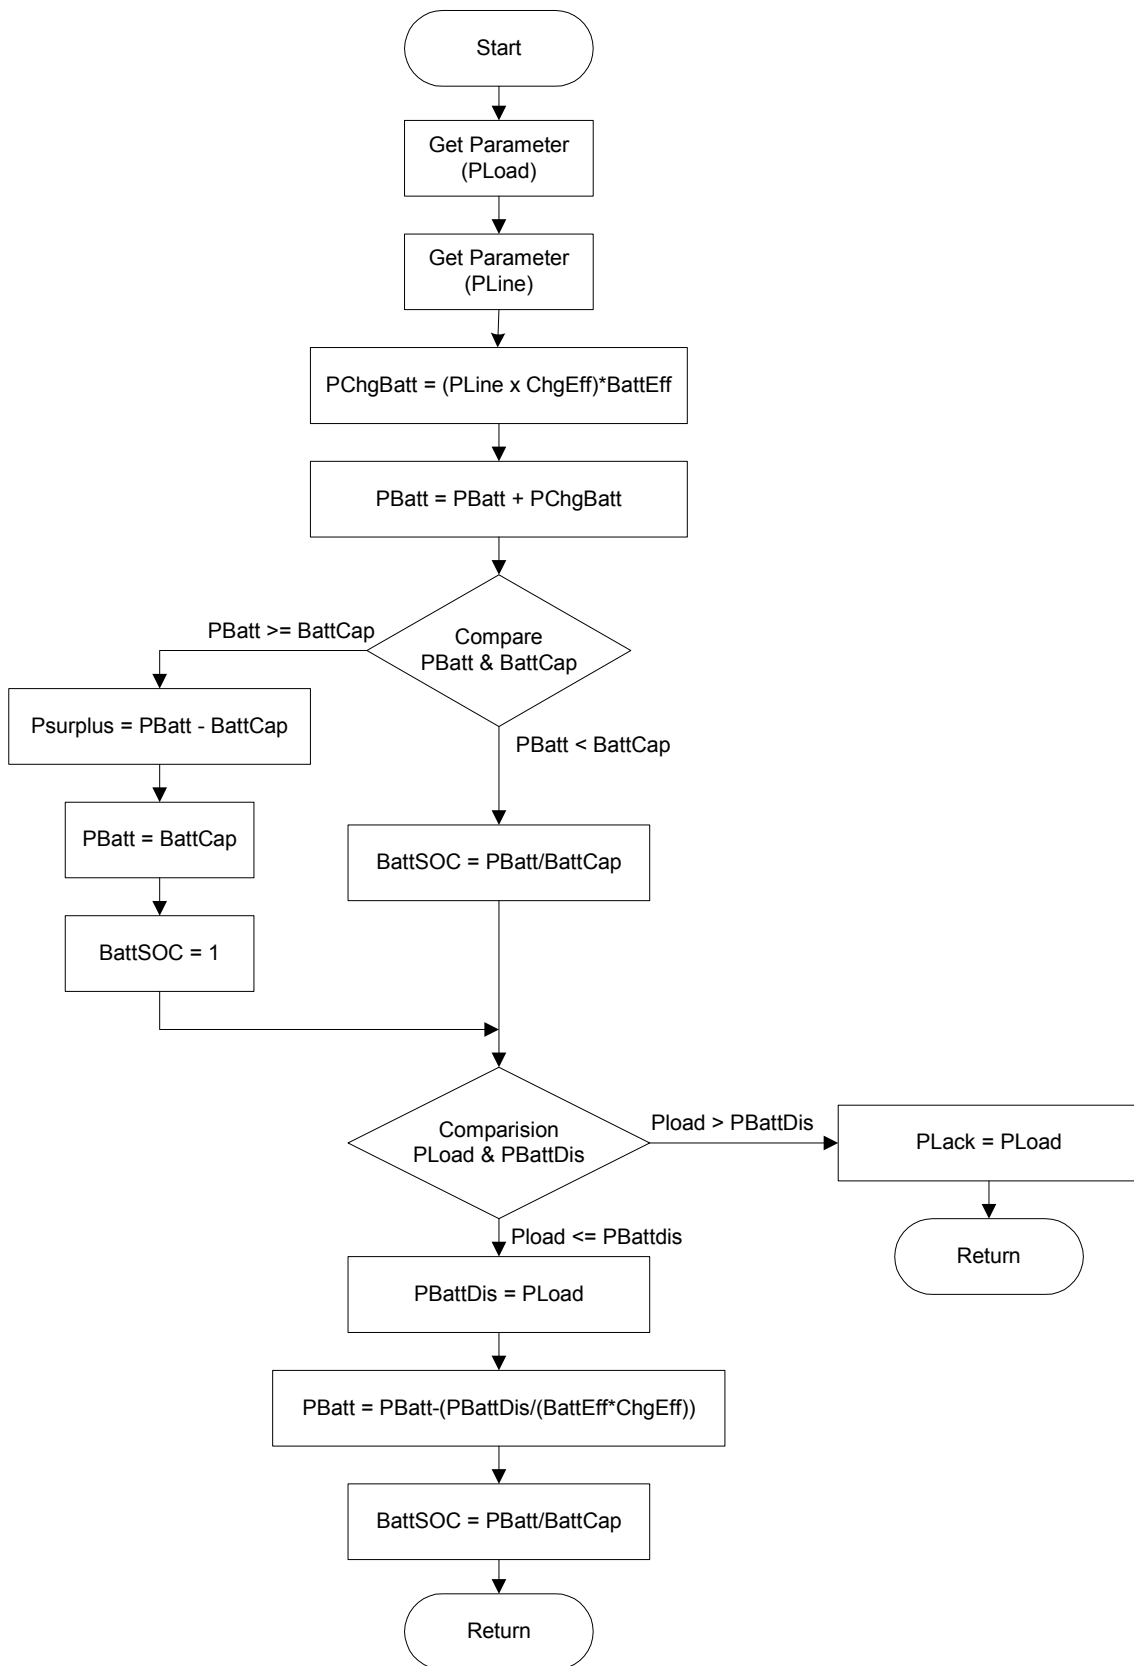 Start
Get Parameter
(PLoad)
Get Parameter
(PLine)
PChgBatt = (PLine x ChgEff)*BattEff
PBatt = PBatt + PChgBatt
PBatt >= BattCap
Compare
PBatt & BattCap
Psurplus = PBatt - BattCap
PBatt < BattCap
PBatt = BattCap
BattSOC = PBatt/BattCap
BattSOC = 1
Comparision
PLoad & PBattDis
Pload > PBattDis
PLack = PLoad
Pload <= PBattdis
Return
PBattDis = PLoad
PBatt = PBatt-(PBattDis/(BattEff*ChgEff))
BattSOC = PBatt/BattCap
Return